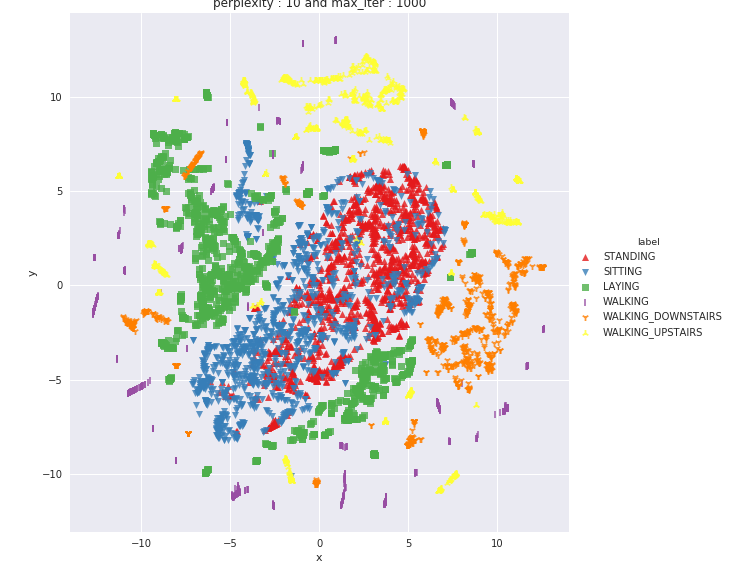 perplexity : 10 and max_iter : 1000
y
10
5
0
−5
−10
−10
−5
0
5
10
x
label
STANDING
SITTING
LAYING
WALKING
WALKING_DOWNSTAIRS
WALKING_UPSTAIRS